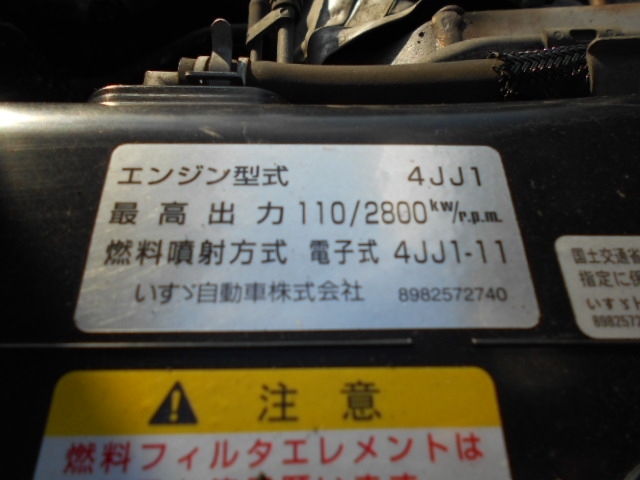 エンジン型式 4JJ1
最高出力 110/2800kw/r.p.m.
燃料噴射方式 電子式 4JJ1-11
いすゞ自動車株式会社 8982572740
国土交通省
指定に
いすゞ
8982572
注意
燃料フィルタエレメントは